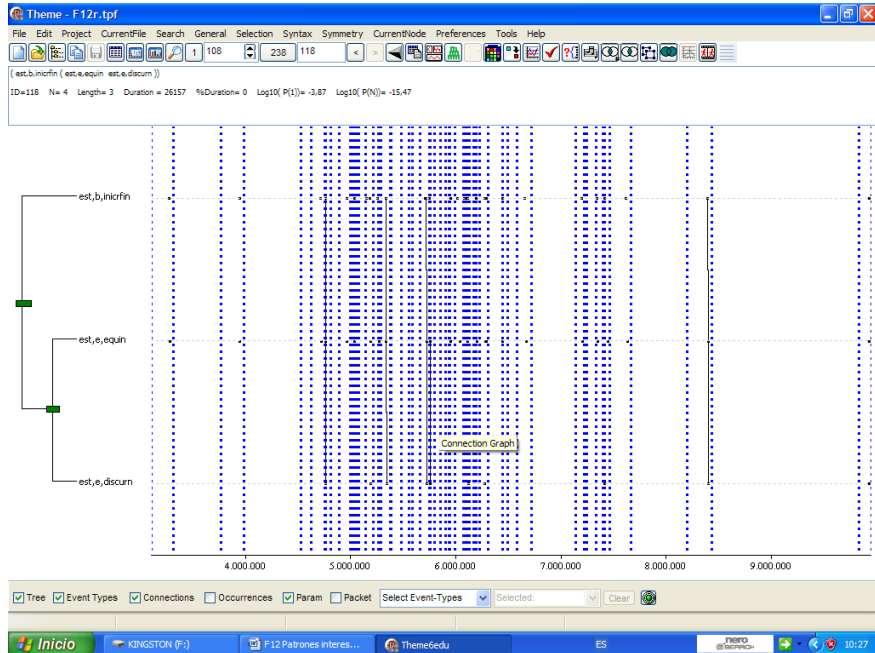 Theme - F12r.tpf
File Edit Project CurrentFile Search General Selection Syntax Symmetry CurrentNode Preferences Tools Help
1 108 238 118 < >
( est,b,inicrfin ( est,e,equin est,e,discurn ))
ID=118 N= 4 Length= 3 Duration = 26157 %Duration= 0 Log10( P(1))= -3,87 Log10( P(N))= -15,47
est,b,inicrfin
est,e,equin
Connection Graph
est,e,discurn
4.000.000 5.000.000 6.000.000 7.000.000 8.000.000 9.000.000
Tree Event Types Connections Occurrences Param Packet Select Event-Types Selected: Clear
Inicio KINGSTON (F:) F12 Patrones interes... Theme6edu ES nero SEARCH 10:27